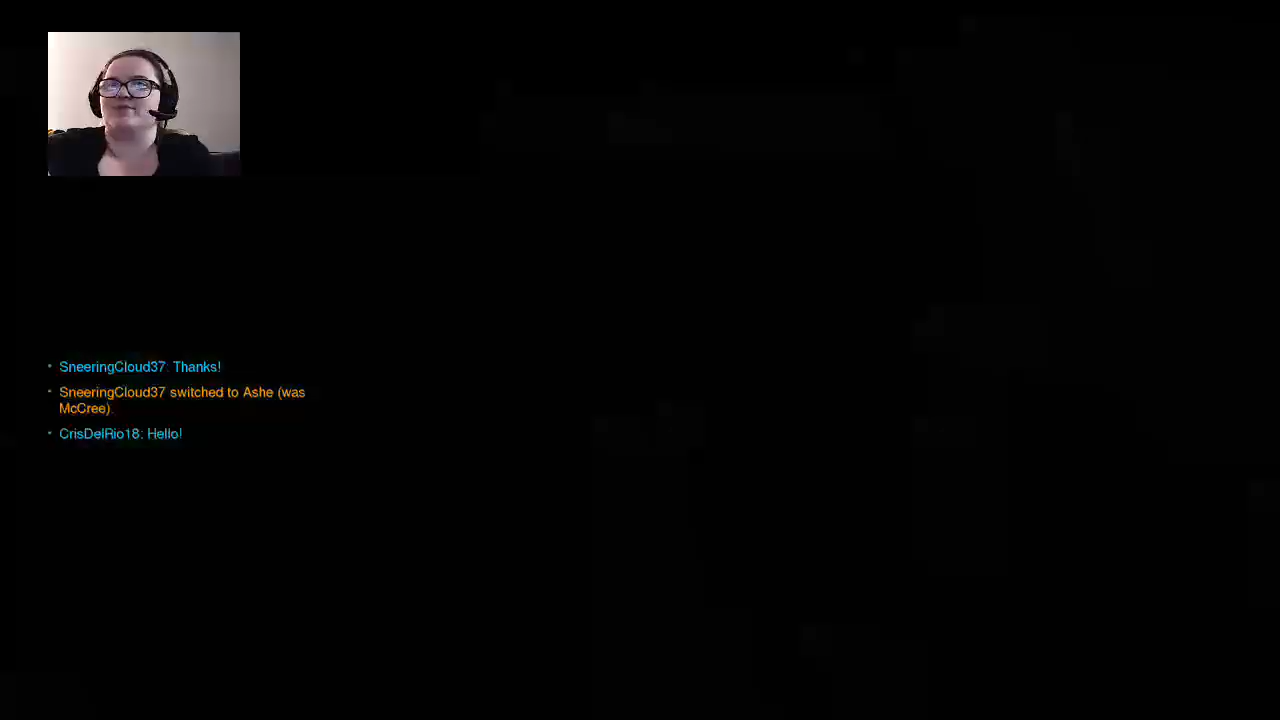 • SneeringCloud37: Thanks!
• SneeringCloud37 switched to Ashe (was
McCree).
• CrisDelRio18: Hello!